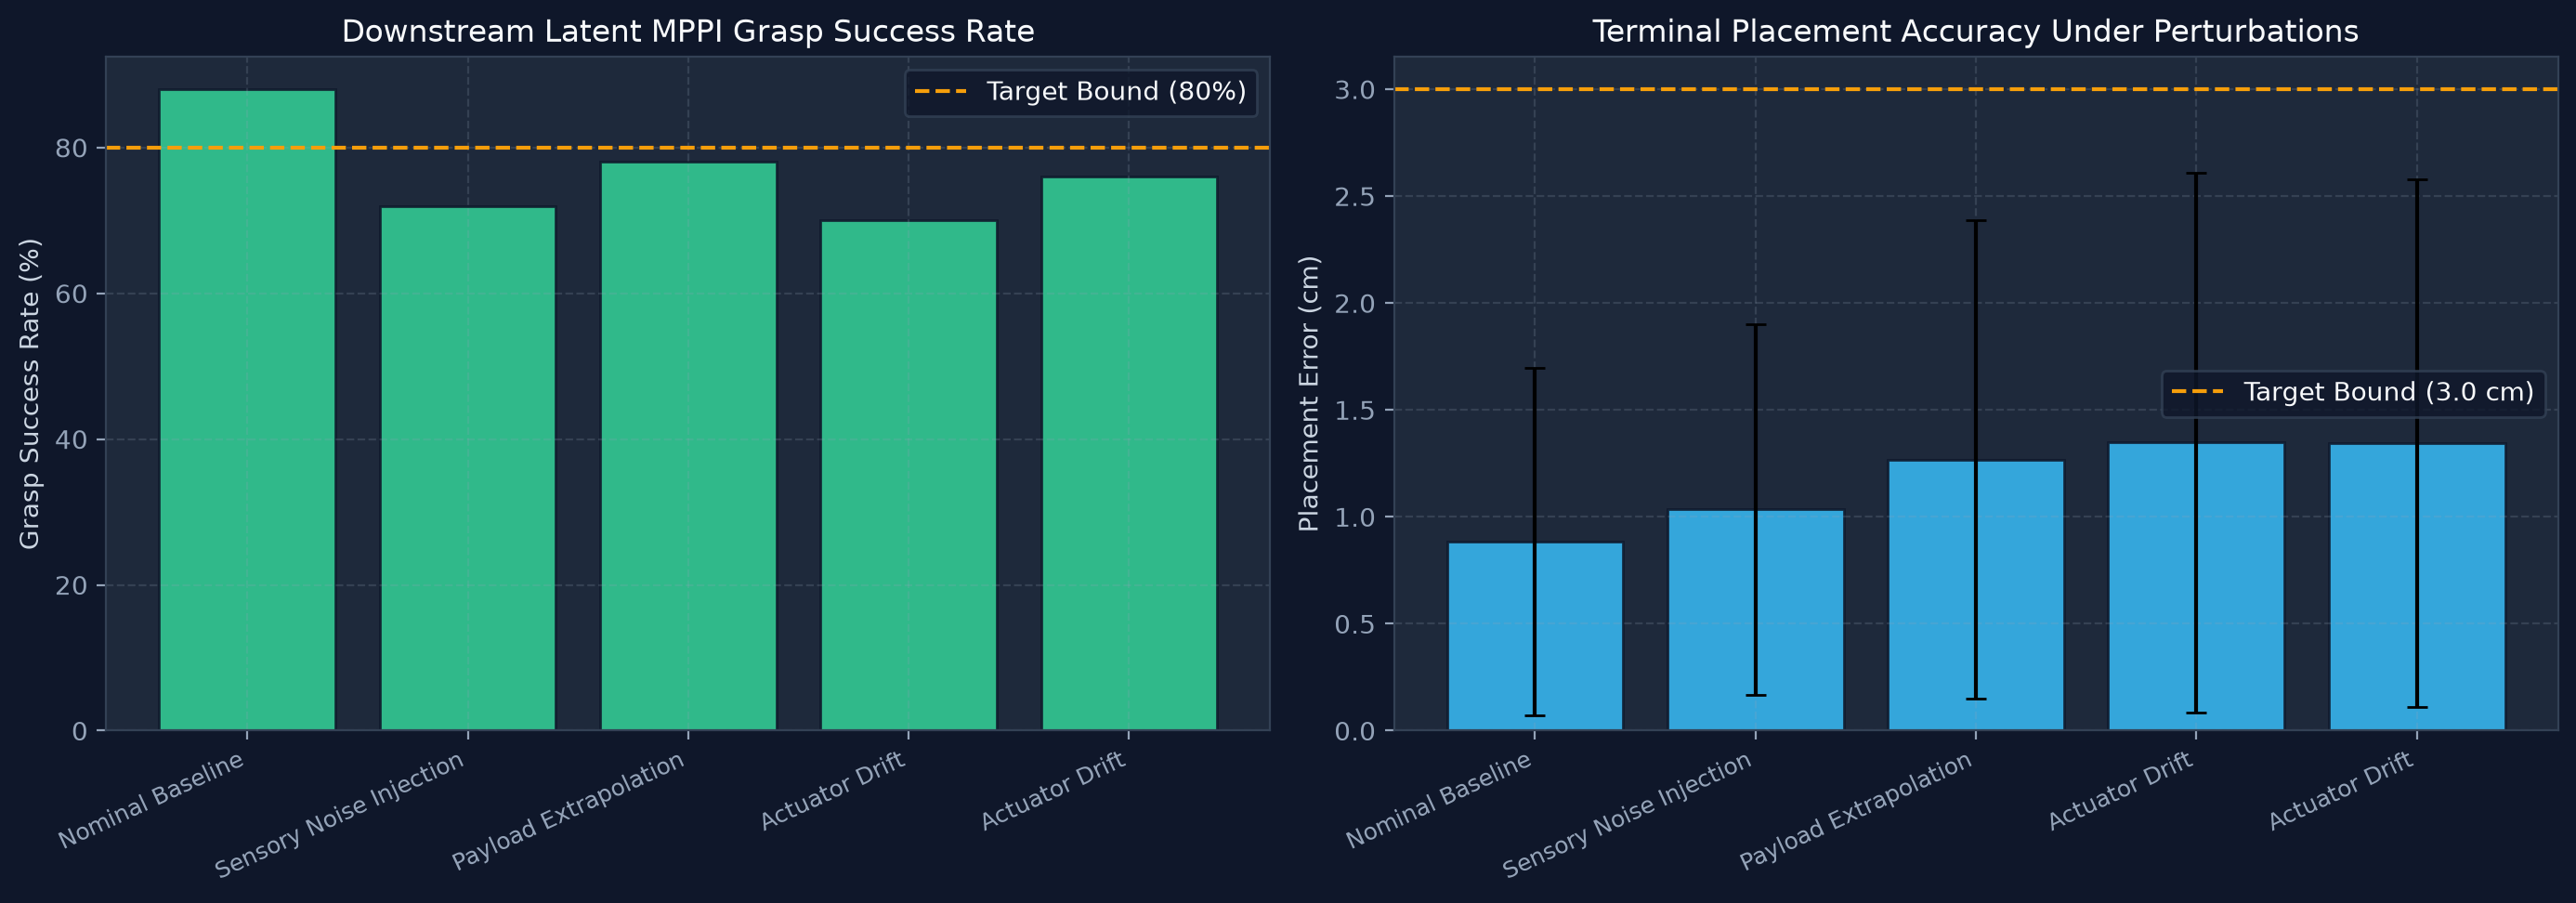 Downstream Latent MPPI Grasp Success Rate
Target Bound (80%)
Grasp Success Rate (%)
80
60
40
20
0
Nominal Baseline
Sensory Noise Injection
Payload Extrapolation
Actuator Drift
Actuator Drift
Terminal Placement Accuracy Under Perturbations
Target Bound (3.0 cm)
Placement Error (cm)
3.0
2.5
2.0
1.5
1.0
0.5
0.0
Nominal Baseline
Sensory Noise Injection
Payload Extrapolation
Actuator Drift
Actuator Drift